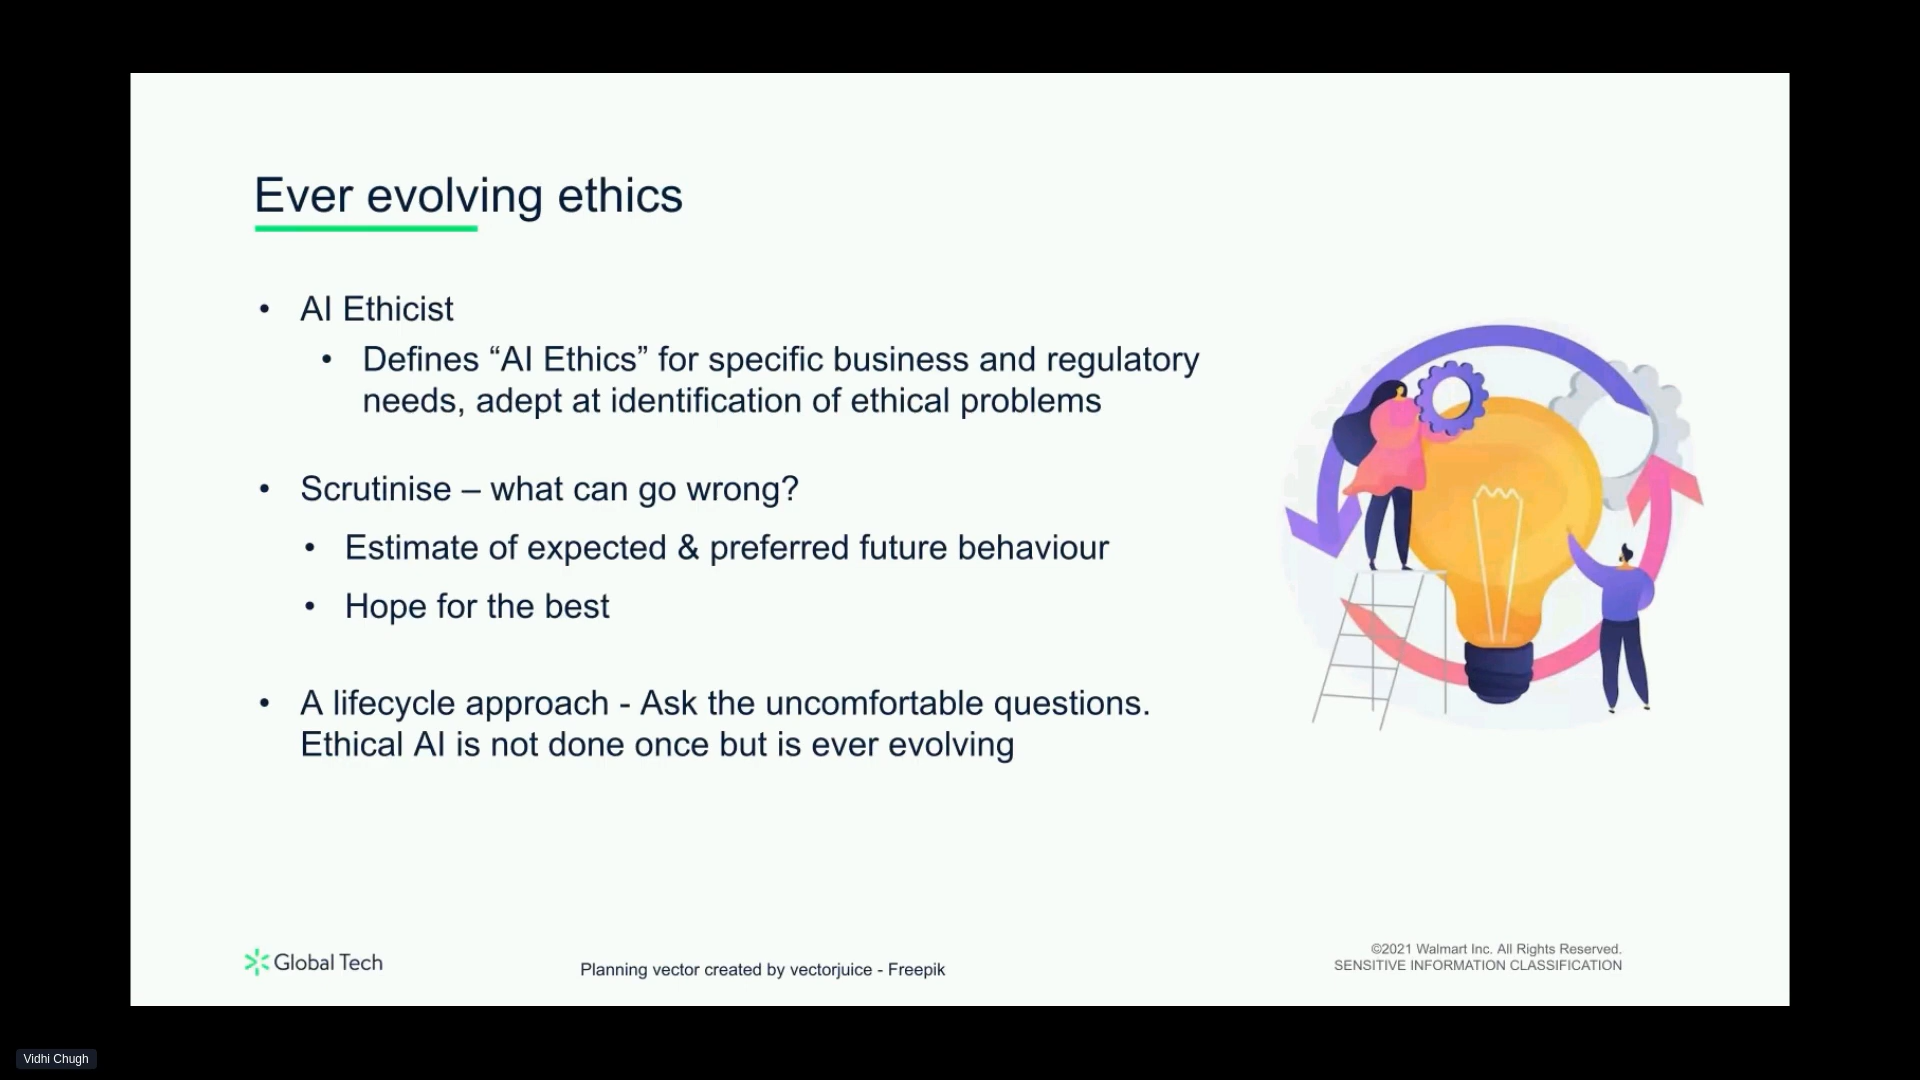 Ever evolving ethics
• AI Ethicist
• Defines “AI Ethics” for specific business and regulatory
needs, adept at identification of ethical problems
• Scrutinise – what can go wrong?
• Estimate of expected & preferred future behaviour
• Hope for the best
• A lifecycle approach - Ask the uncomfortable questions.
Ethical AI is not done once but is ever evolving
Global Tech
Planning vector created by vectorjuice - Freepik
©2021 Walmart Inc. All Rights Reserved.
SENSITIVE INFORMATION CLASSIFICATION
Vidhi Chugh